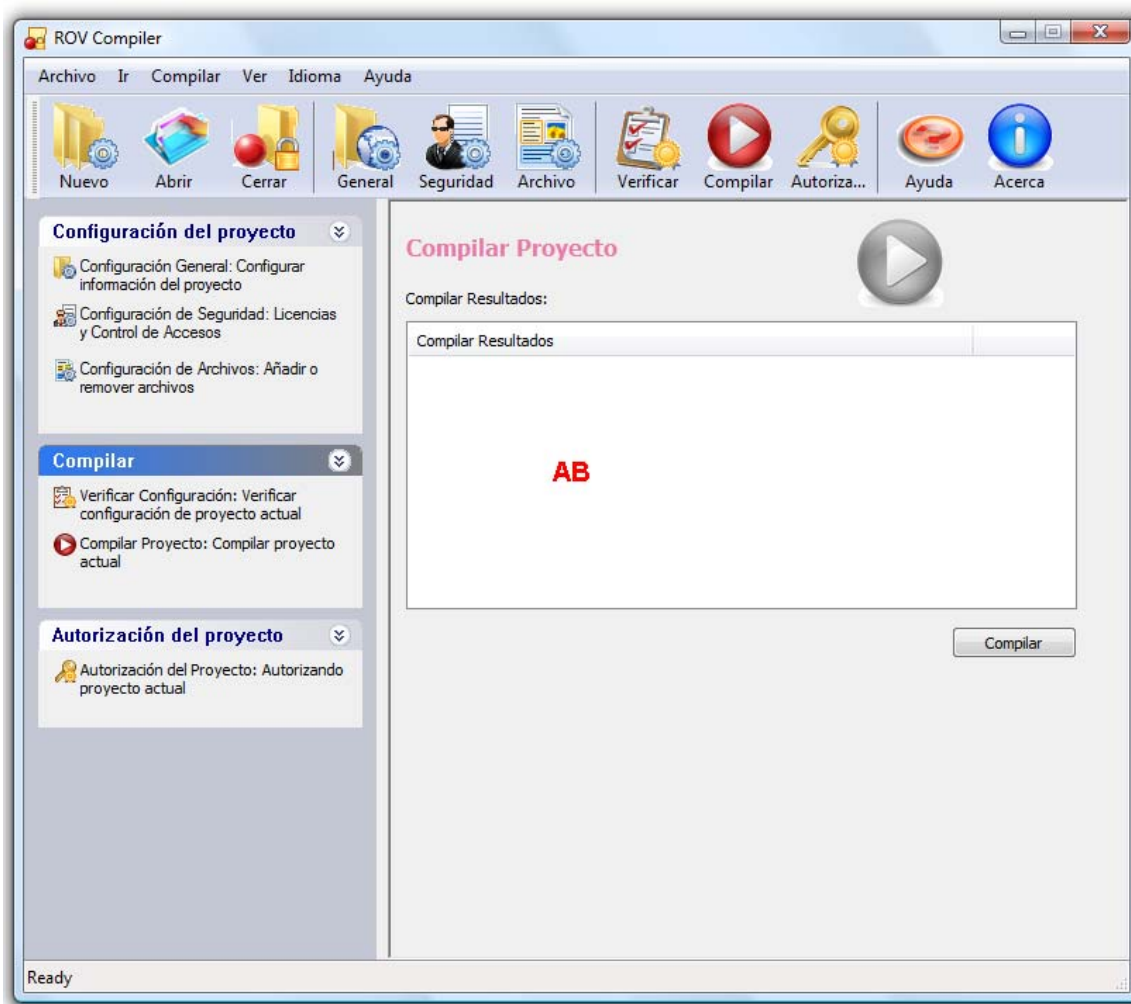 ROV Compiler
Archivo Ir Compilar Ver Idioma Ayuda
Nuevo Abrir Cerrar General Seguridad Archivo Verificar Compilar Autoriza... Ayuda Acerca
Configuración del proyecto
Configuración General: Configurar
información del proyecto
Configuración de Seguridad: Licencias
y Control de Accesos
Configuración de Archivos: Añadir o
remover archivos
Compilar
Verificar Configuración: Verificar
configuración de proyecto actual
Compilar Proyecto: Compilar proyecto
actual
Autorización del proyecto
Autorización del Proyecto: Autorizando
proyecto actual
Compilar Proyecto
Compilar Resultados:
Compilar Resultados
AB
Compilar
Ready